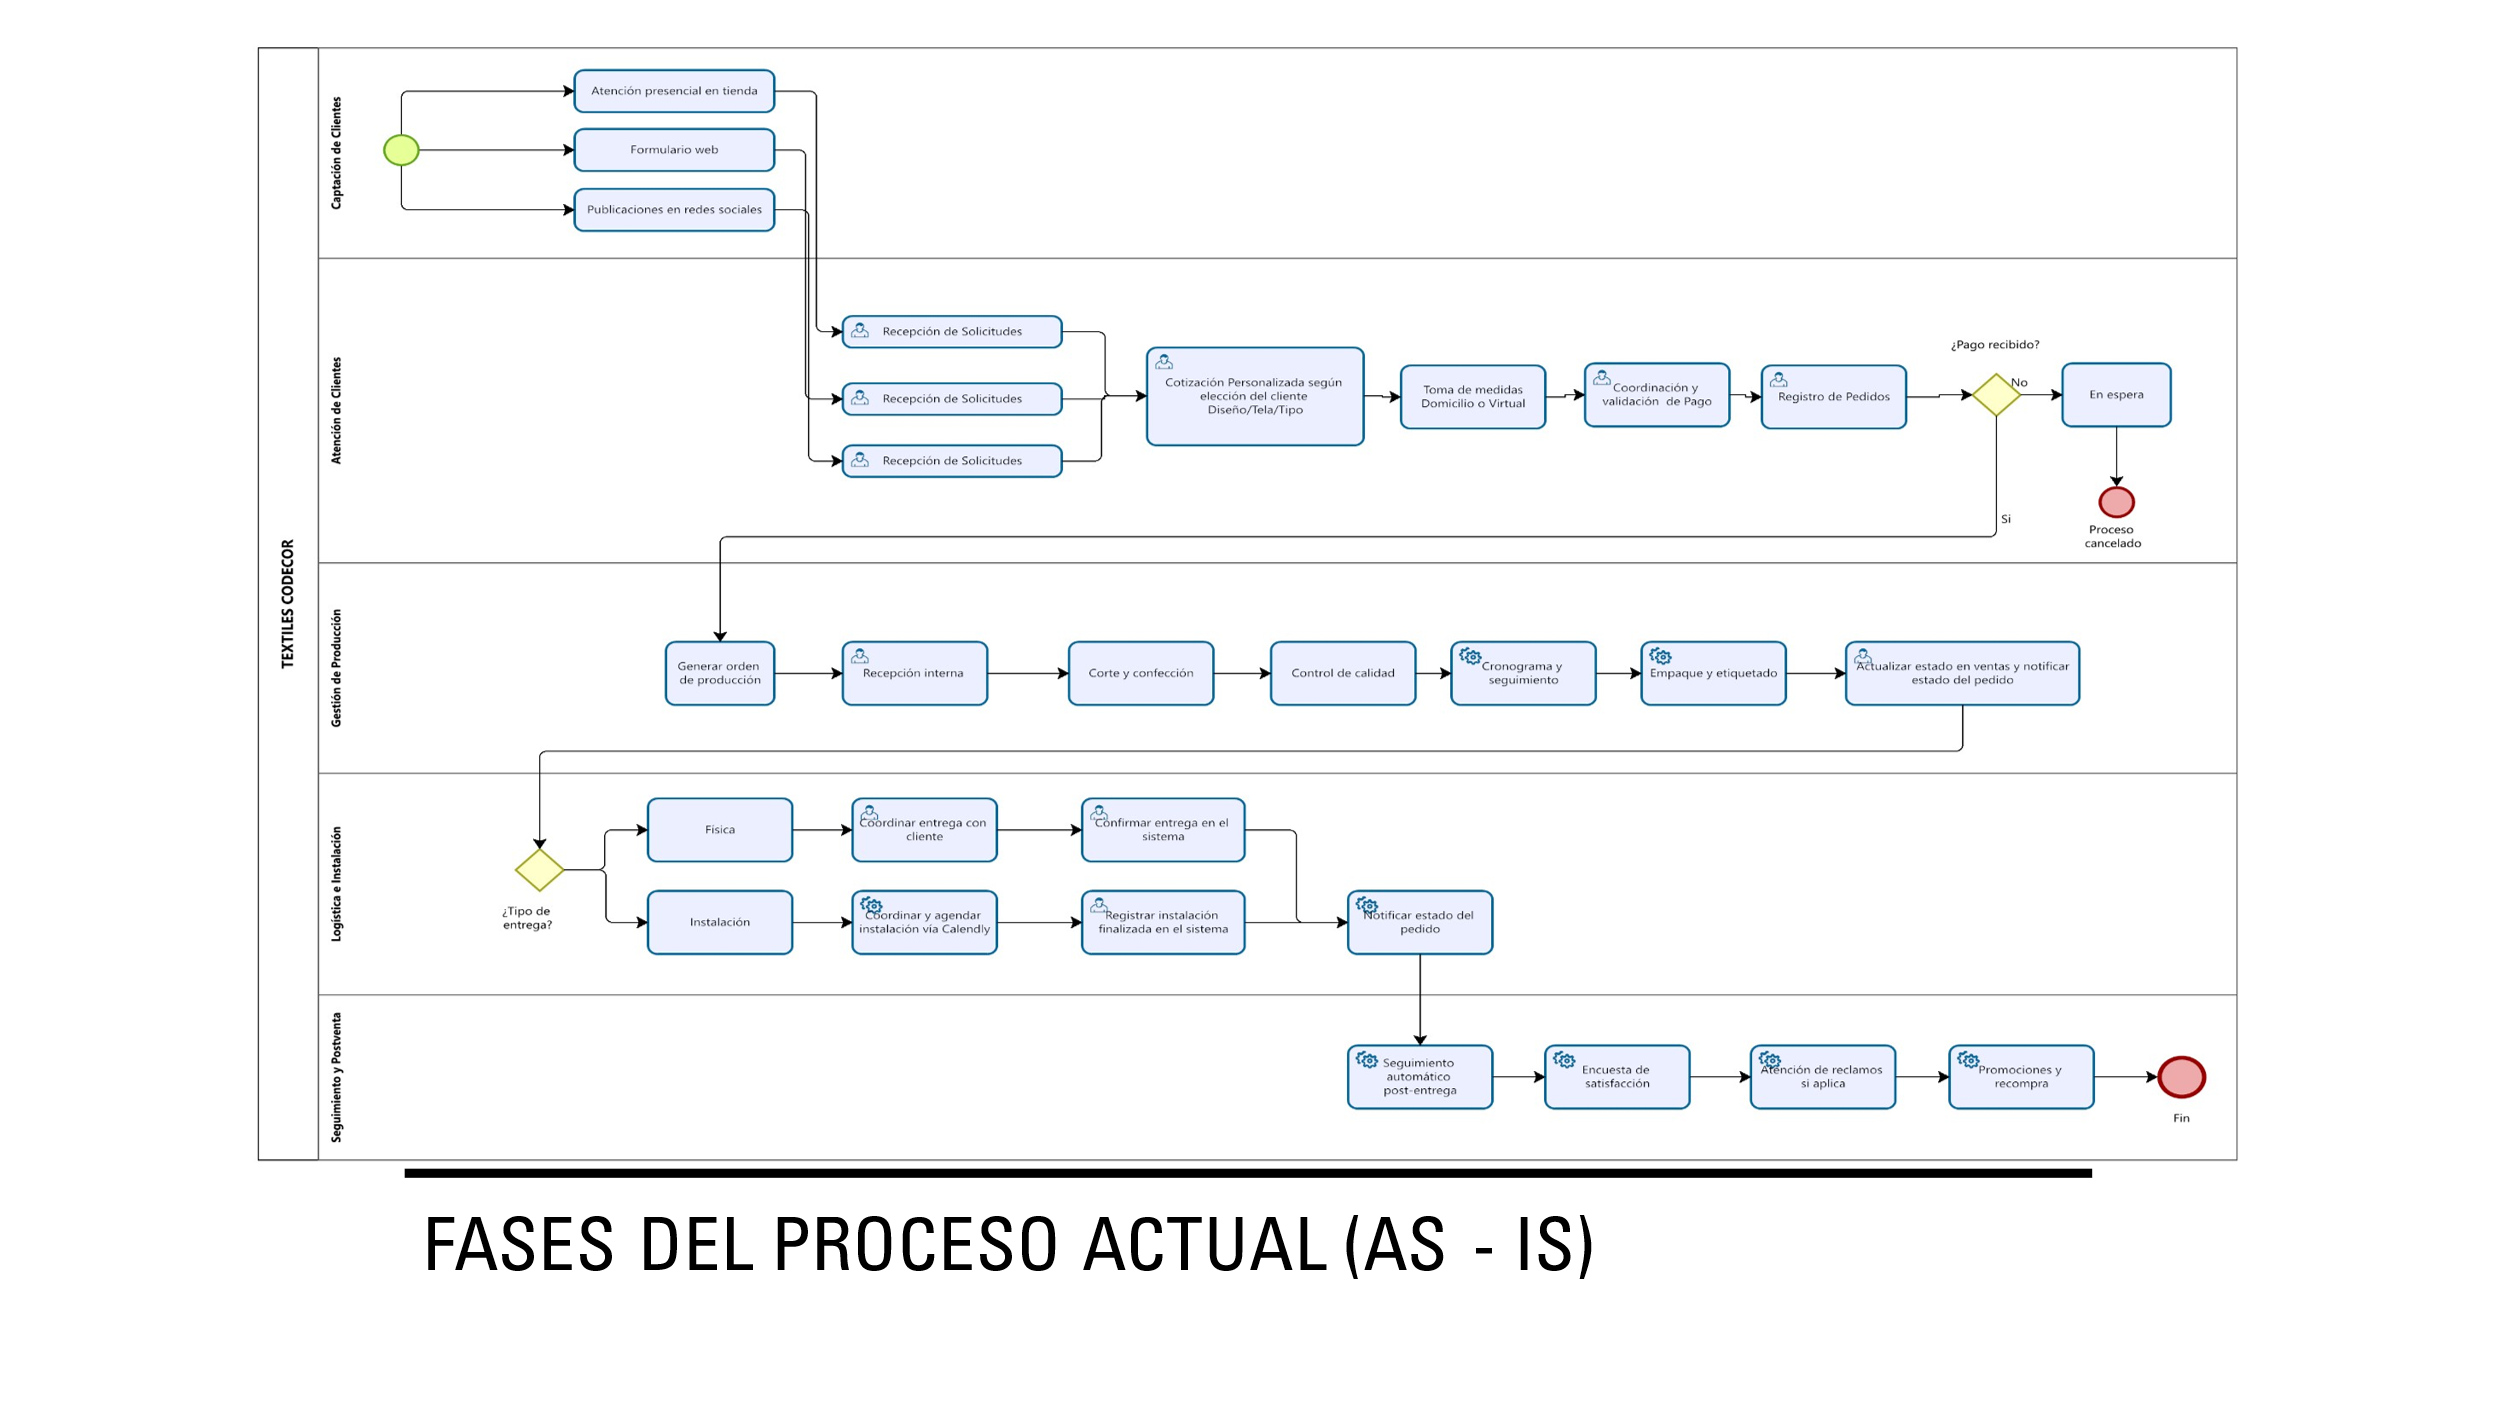 TEXTILES CODECOR
Captación de Clientes
Atención presencial en tienda
Formulario web
Publicaciones en redes sociales
Atención de Clientes
Recepción de Solicitudes
Recepción de Solicitudes
Recepción de Solicitudes
Cotización Personalizada según
elección del cliente
Diseño/Tela/Tipo
Toma de medidas
Domicilio o Virtual
Coordinación y
validación de Pago
Registro de Pedidos
¿Pago recibido?
No
Si
En espera
Proceso
cancelado
Gestión de Producción
Generar orden
de producción
Recepción interna
Corte y confección
Control de calidad
Cronograma y
seguimiento
Empaque y etiquetado
Actualizar estado en ventas y notificar
estado del pedido
Logística e Instalación
¿Tipo de
entrega?
Física
Coordinar entrega con
cliente
Confirmar entrega en el
sistema
Instalación
Coordinar y agendar
instalación vía Calendly
Registrar instalación
finalizada en el sistema
Notificar estado del
pedido
Seguimiento y Postventa
Seguimiento
automático
post-entrega
Encuesta de
satisfacción
Atención de reclamos
si aplica
Promociones y
recompra
Fin
FASES DEL PROCESO ACTUAL (AS - IS)